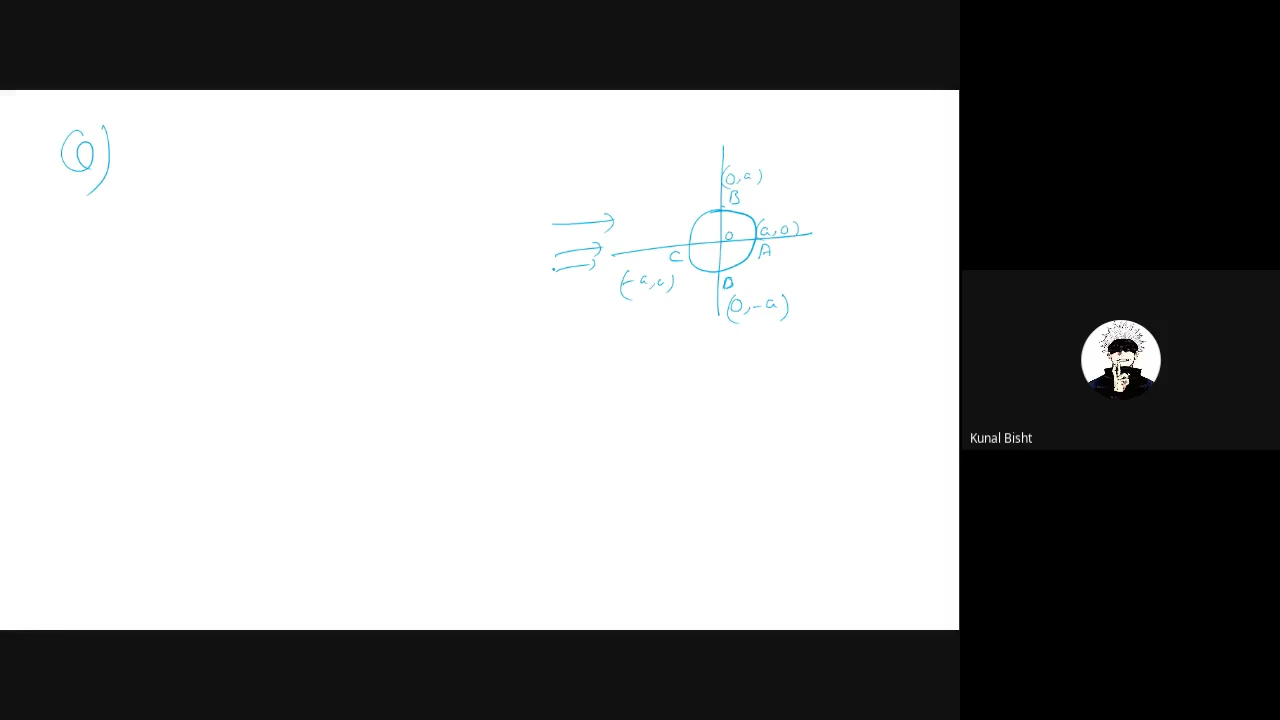 Q)
(0,a)
B
(a,0)
O
A
C
(-a,0)
D
(0,-a)
Kunal Bisht